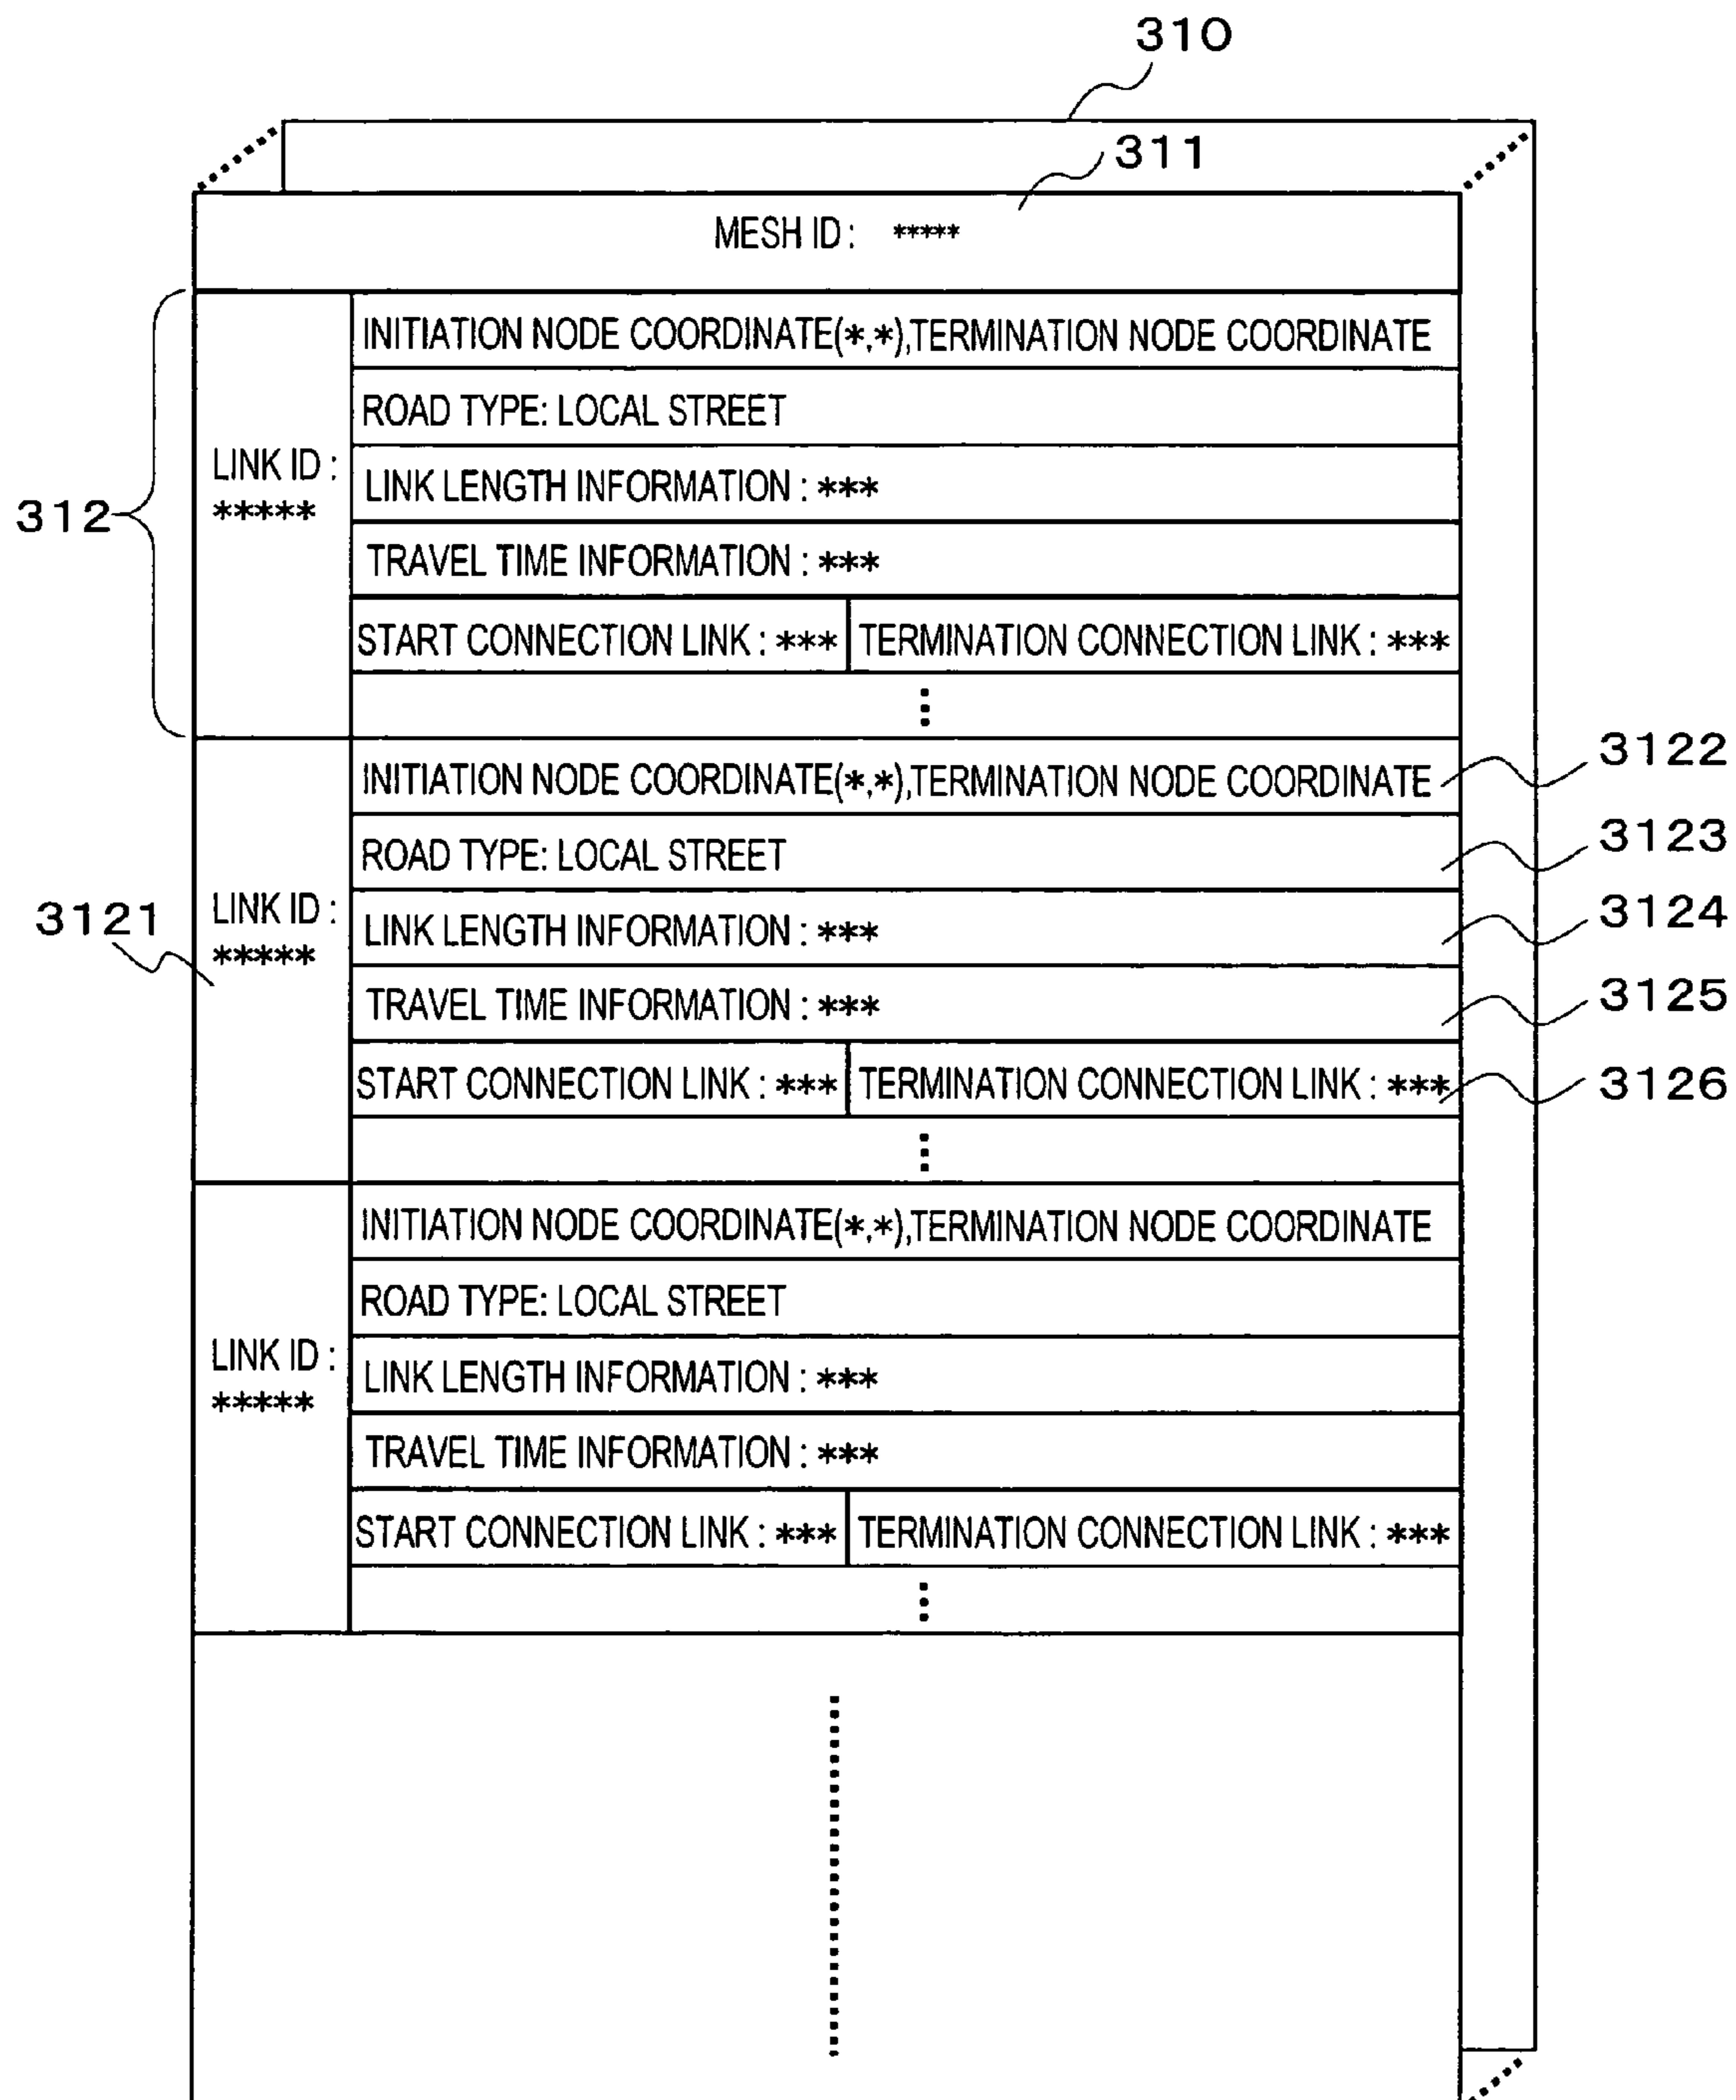 310
311
MESH ID : *****
312
LINK ID :
*****
INITIATION NODE COORDINATE(*,*),TERMINATION NODE COORDINATE
ROAD TYPE: LOCAL STREET
LINK LENGTH INFORMATION : ***
TRAVEL TIME INFORMATION : ***
START CONNECTION LINK : *** TERMINATION CONNECTION LINK : ***
3121
LINK ID :
*****
INITIATION NODE COORDINATE(*,*),TERMINATION NODE COORDINATE 3122
ROAD TYPE: LOCAL STREET 3123
LINK LENGTH INFORMATION : *** 3124
TRAVEL TIME INFORMATION : *** 3125
START CONNECTION LINK : *** TERMINATION CONNECTION LINK : *** 3126
LINK ID :
*****
INITIATION NODE COORDINATE(*,*),TERMINATION NODE COORDINATE
ROAD TYPE: LOCAL STREET
LINK LENGTH INFORMATION : ***
TRAVEL TIME INFORMATION : ***
START CONNECTION LINK : *** TERMINATION CONNECTION LINK : ***